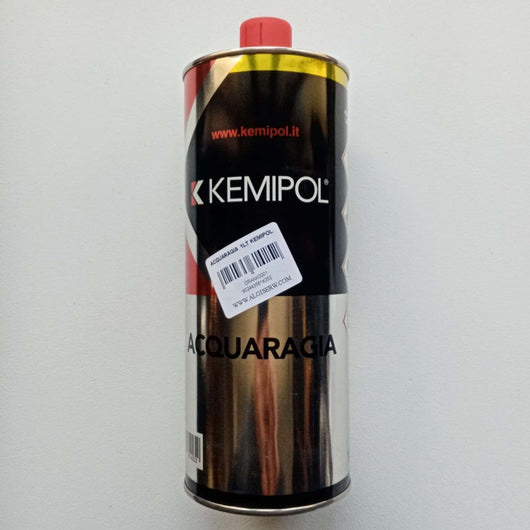 www.kemipol.it
KEMIPOL®
ACQUARAGIA 1LT KEMIPOL
WWW.ALOISERW.COM
ACQUARAGIA